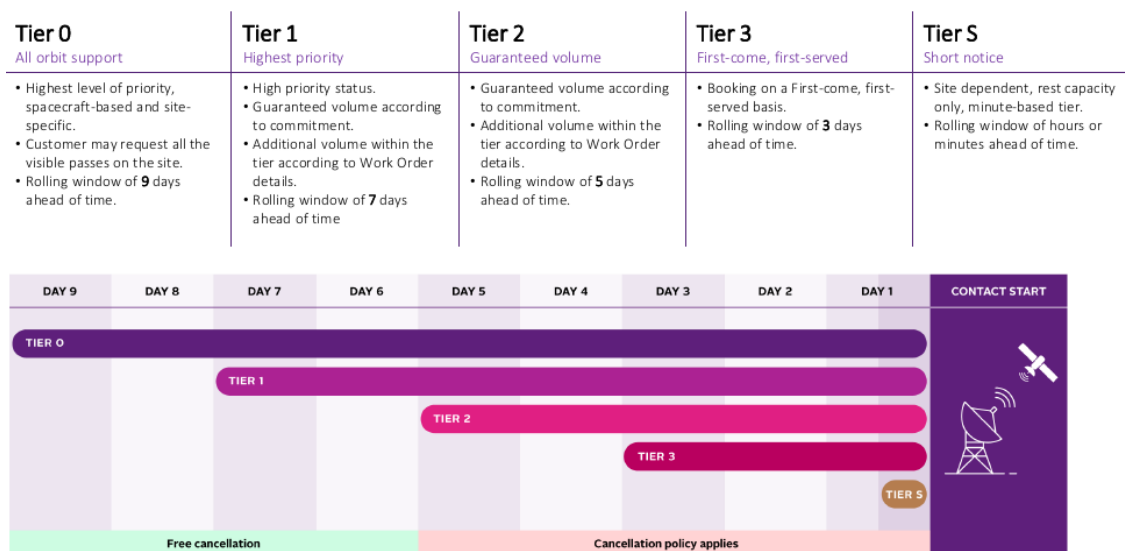 Tier 0
All orbit support
• Highest level of priority,
spacecraft-based and site-
specific.
• Customer may request all the
visible passes on the site.
• Rolling window of 9 days
ahead of time.
Tier 1
Highest priority
• High priority status.
• Guaranteed volume according
to commitment.
• Additional volume within the
tier according to Work Order
details.
• Rolling window of 7 days
ahead of time
Tier 2
Guaranteed volume
• Guaranteed volume according
to commitment.
• Additional volume within the
tier according to Work Order
details.
• Rolling window of 5 days
ahead of time.
Tier 3
First-come, first-served
• Booking on a First-come, first-
served basis.
• Rolling window of 3 days
ahead of time.
Tier S
Short notice
• Site dependent, rest capacity
only, minute-based tier.
• Rolling window of hours or
minutes ahead of time.
DAY 9 DAY 8 DAY 7 DAY 6 DAY 5 DAY 4 DAY 3 DAY 2 DAY 1 CONTACT START
TIER 0
TIER 1
TIER 2
TIER 3
TIER S
Free cancellation Cancellation policy applies